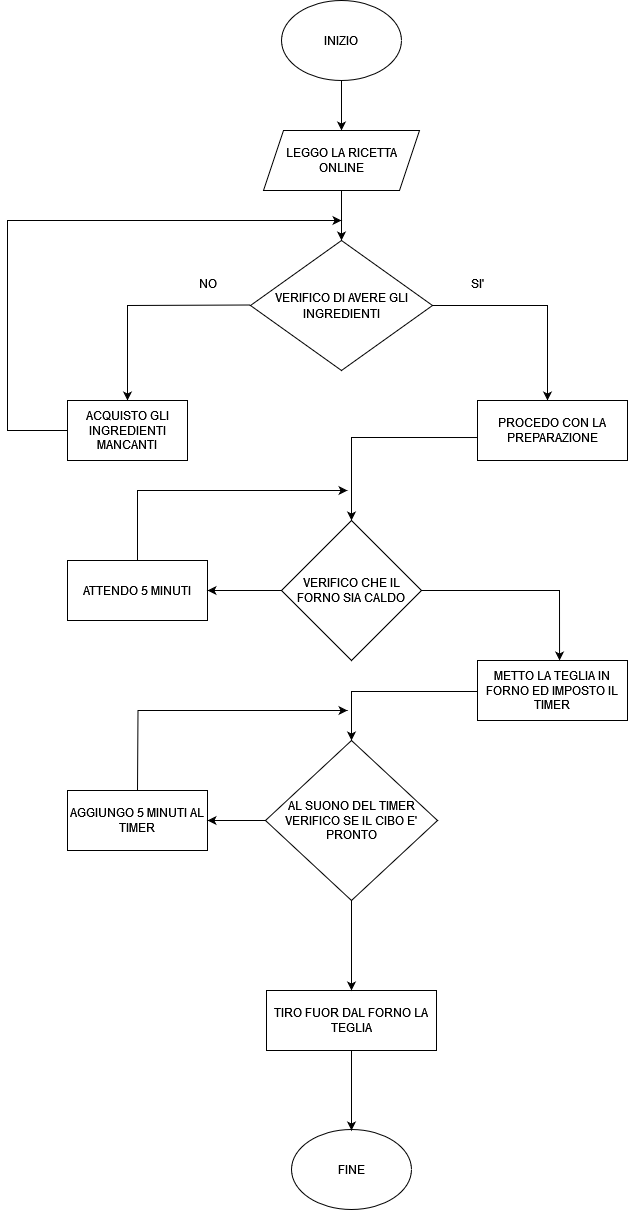 INIZIO
LEGGO LA RICETTA
ONLINE
NO
SI'
VERIFICO DI AVERE GLI
INGREDIENTI
ACQUISTO GLI
INGREDIENTI
MANCANTI
PROCEDO CON LA
PREPARAZIONE
ATTENDO 5 MINUTI
VERIFICO CHE IL
FORNO SIA CALDO
METTO LA TEGLIA IN
FORNO ED IMPOSTO IL
TIMER
AGGIUNGO 5 MINUTI AL
TIMER
AL SUONO DEL TIMER
VERIFICO SE IL CIBO E'
PRONTO
TIRO FUOR DAL FORNO LA
TEGLIA
FINE